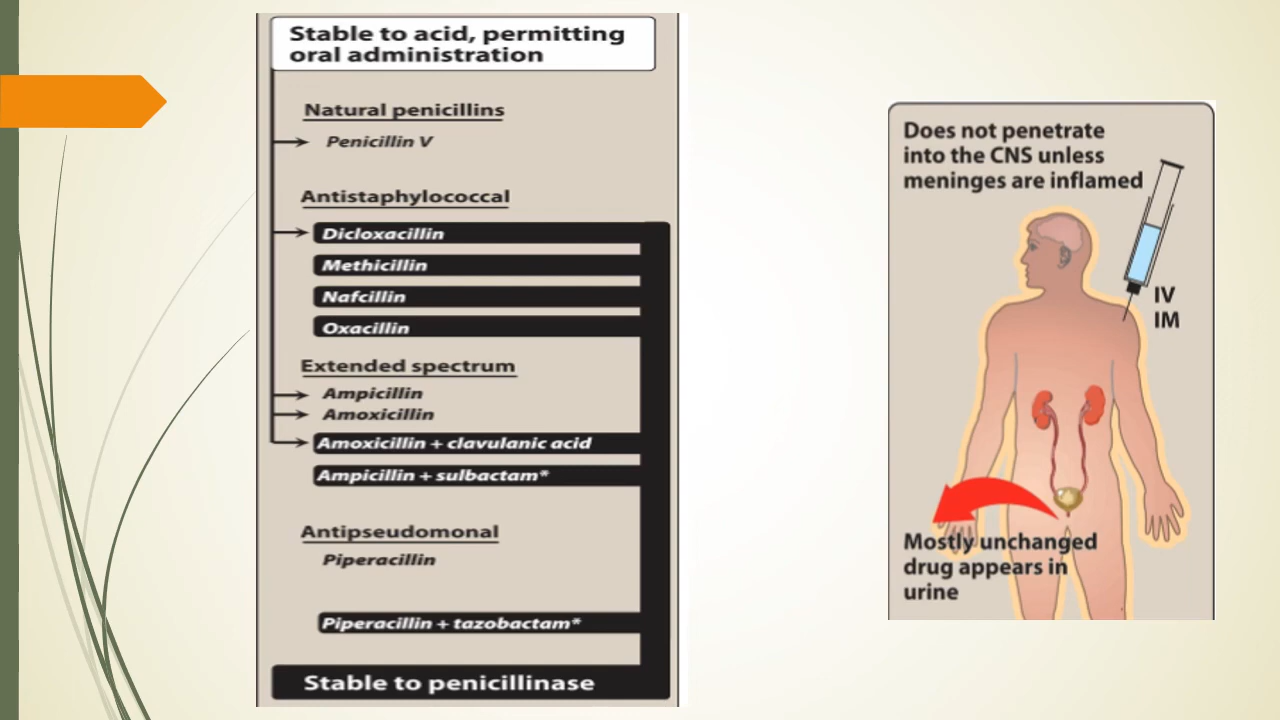 Stable to acid, permitting
oral administration
Natural penicillins
Penicillin V
Antistaphylococcal
Dicloxacillin
Methicillin
Nafcillin
Oxacillin
Extended spectrum
Ampicillin
Amoxicillin
Amoxicillin + clavulanic acid
Ampicillin + sulbactam*
Antipseudomonal
Piperacillin
Piperacillin + tazobactam*
Stable to penicillinase
Does not penetrate
into the CNS unless
meninges are inflamed
IV
IM
Mostly unchanged
drug appears in
urine